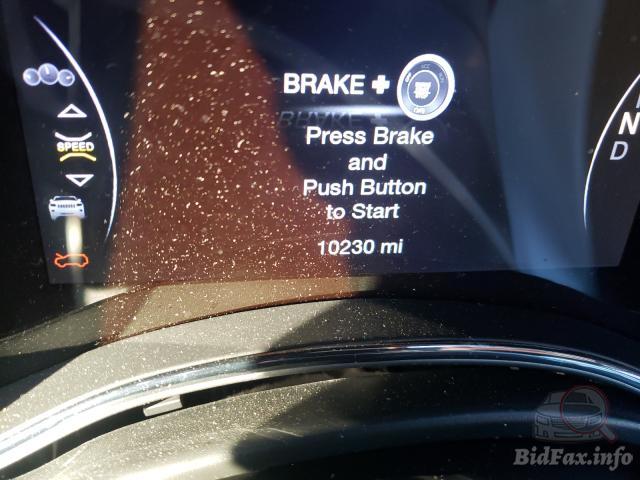 BRAKE +
Press Brake
and
Push Button
to Start
10230 mi
SPEED
N
D
BidFax.info